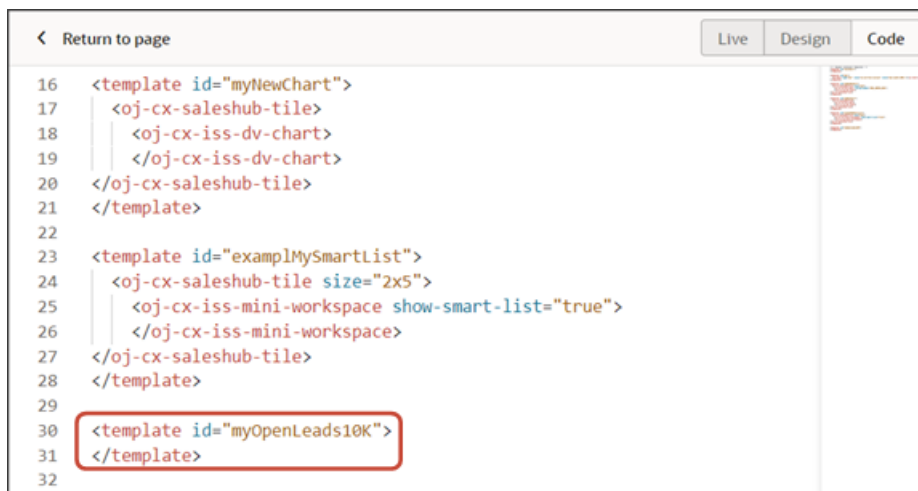 Return to page
Live Design Code
16 <template id="myNewChart">
17 <oj-cx-saleshub-tile>
18 <oj-cx-iss-dv-chart>
19 </oj-cx-iss-dv-chart>
20 </oj-cx-saleshub-tile>
21 </template>
22
23 <template id="examplMySmartList">
24 <oj-cx-saleshub-tile size="2x5">
25 <oj-cx-iss-mini-workspace show-smart-list="true">
26 </oj-cx-iss-mini-workspace>
27 </oj-cx-saleshub-tile>
28 </template>
29
30 <template id="myOpenLeads10K">
31 </template>
32